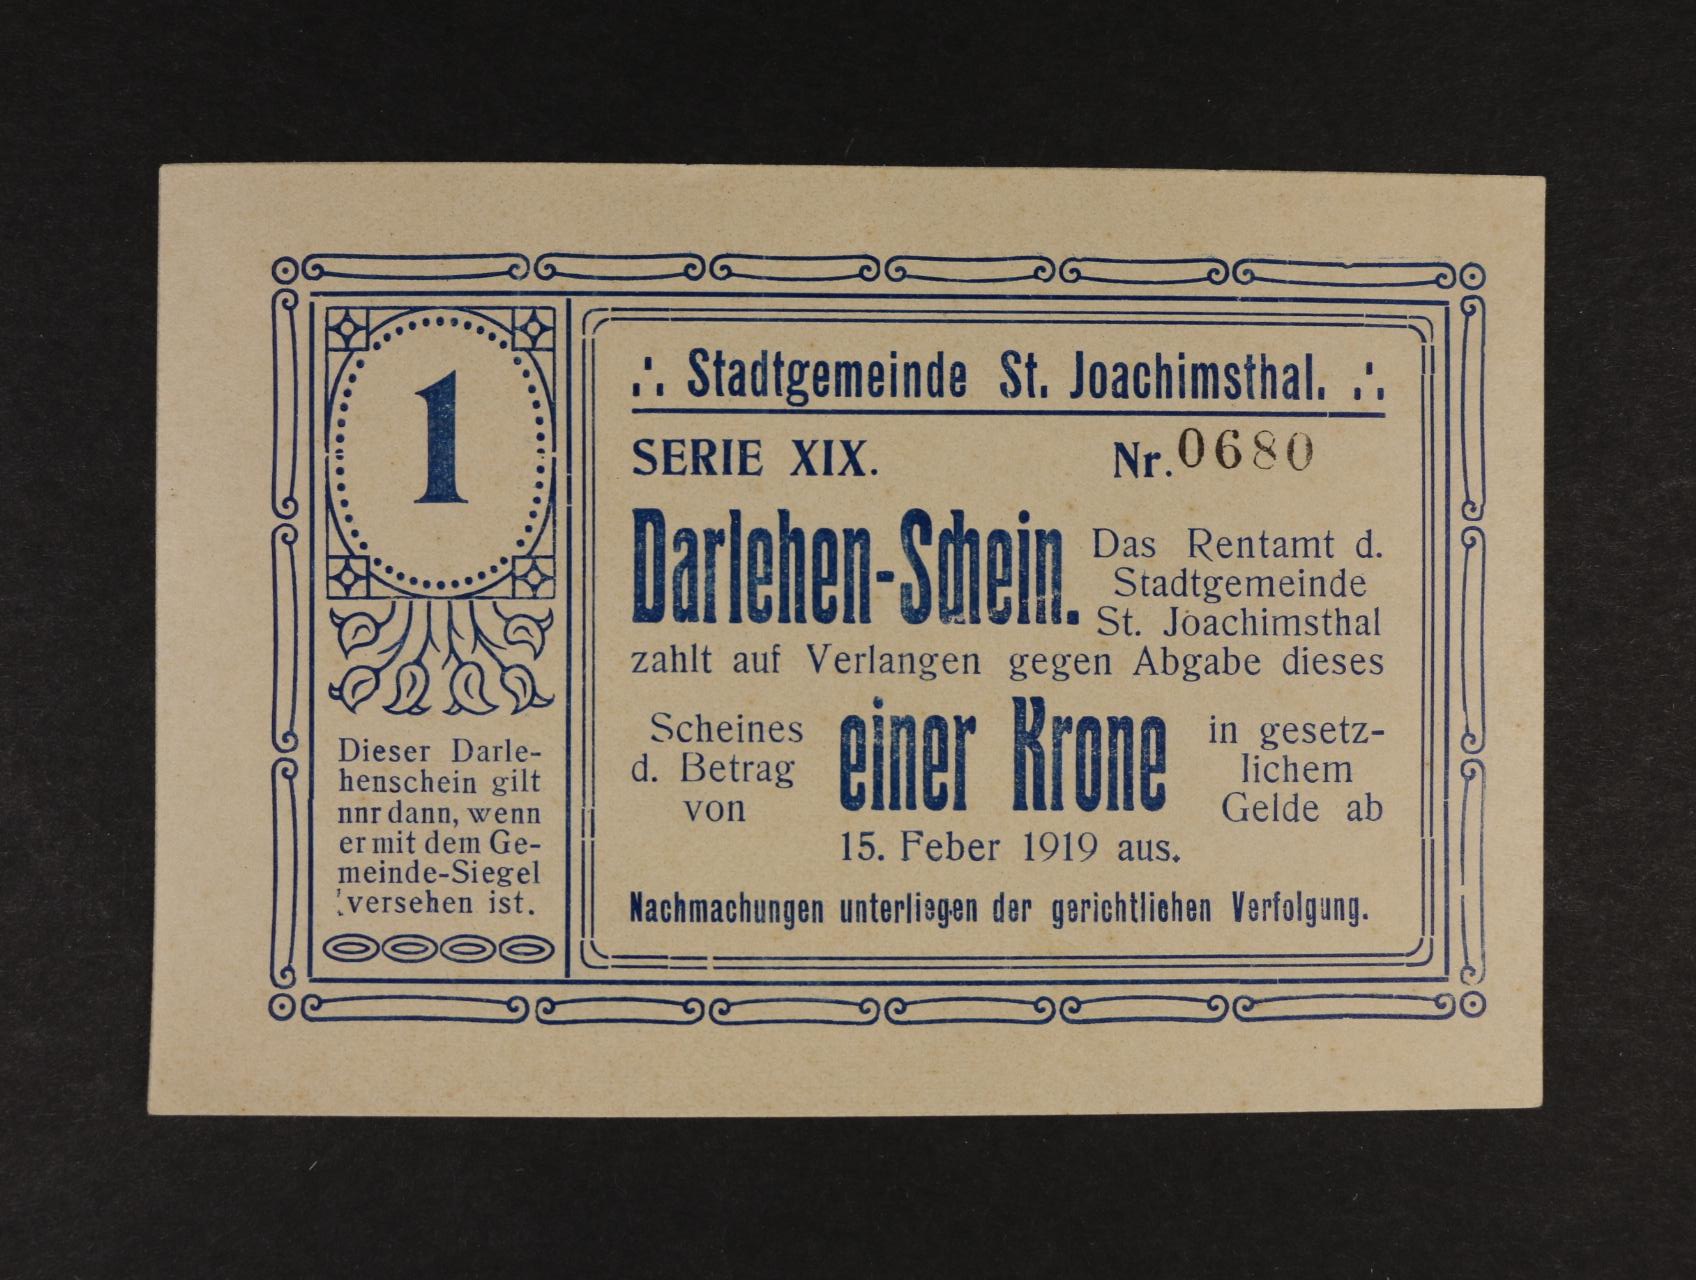 1
Dieser Darle-
henschein gilt
nnr dann, wenn
er mit dem Ge-
meinde-Siegel
versehen ist.
∴ Stadtgemeinde St. Joachimsthal. ∴
SERIE XIX. Nr. 0680
Darlehen-Schein. Das Rentamt d.
Stadtgemeinde
St. Joachimsthal
zahlt auf Verlangen gegen Abgabe dieses
Scheines
d. Betrag
von
einer Krone
in gesetz-
lichem
Gelde ab
15. Feber 1919 aus.
Nachmachungen unterliegen der gerichtlichen Verfolgung.